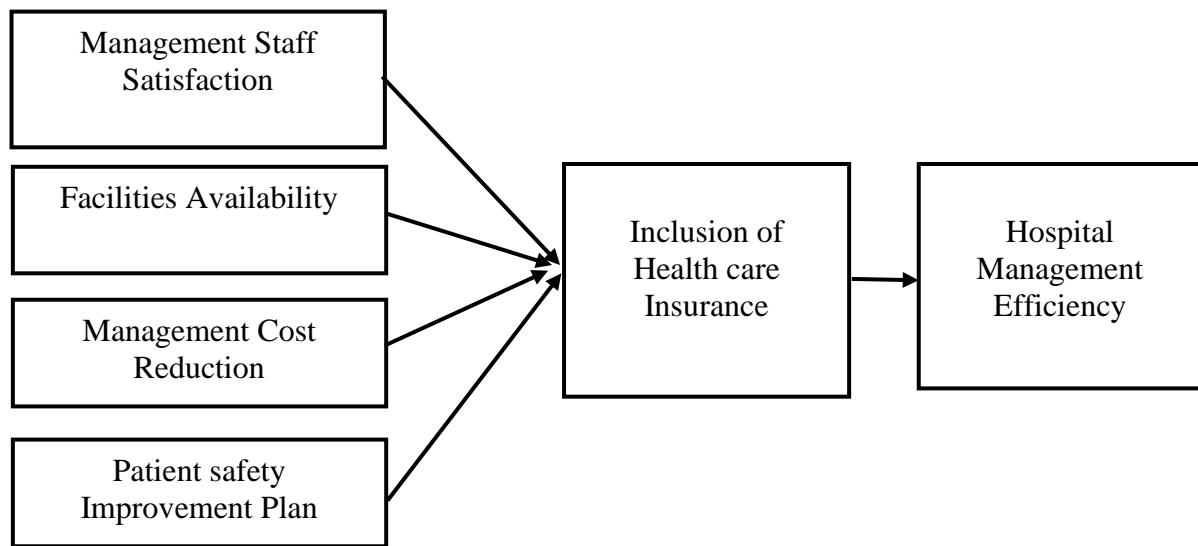 Management Staff
Satisfaction
Facilities Availability
Management Cost
Reduction
Patient safety
Improvement Plan
Inclusion of
Health care
Insurance
Hospital
Management
Efficiency